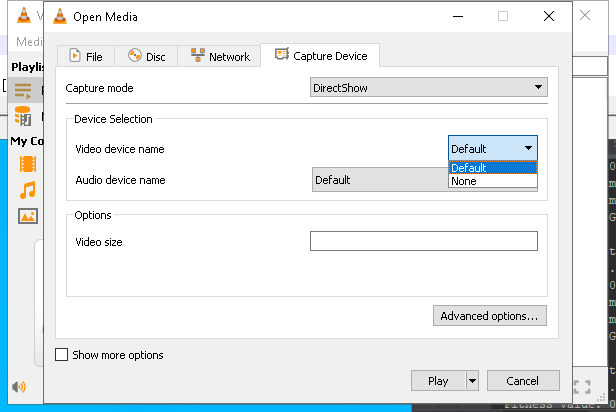 V
Open Media
Medi
File
Disc
Network
Capture Device
Playlis
Capture mode
DirectShow
Device Selection
My Co
Video device name
Default
Default
None
Audio device name
Default
Options
Video size
Advanced options...
Show more options
Play
Cancel
Fitness value: 0